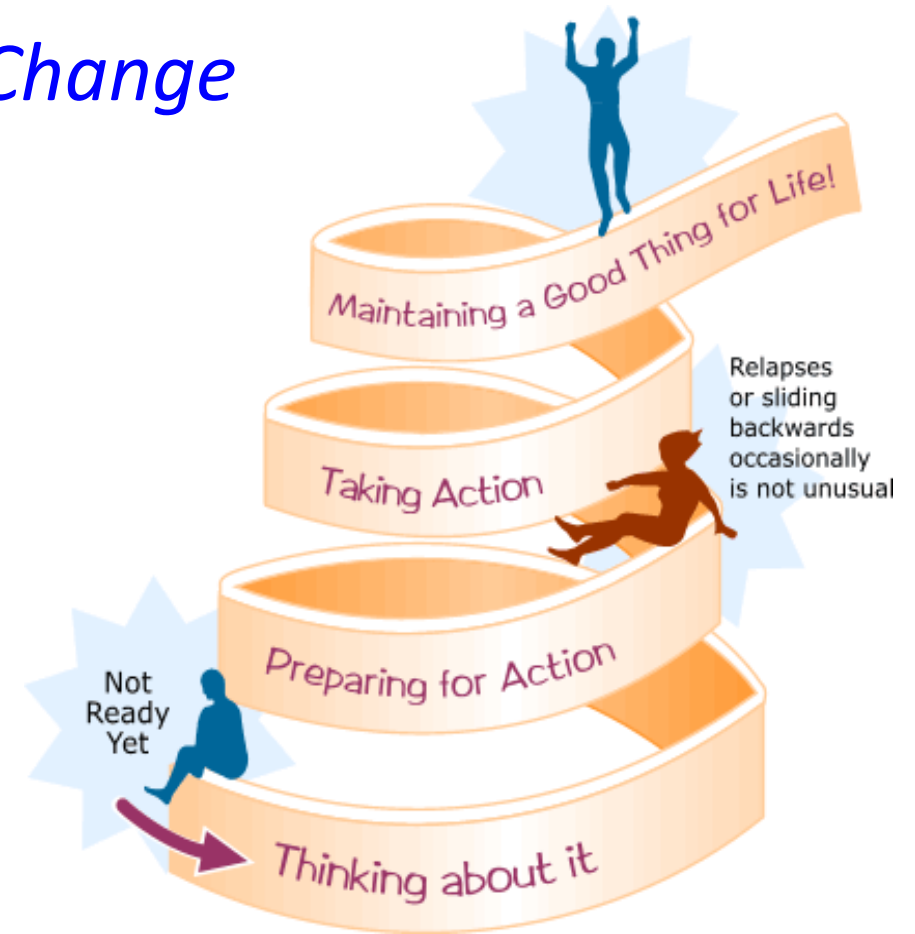 Change
Maintaining a Good Thing for Life!
Relapses
or sliding
backwards
occasionally
is not unusual
Taking Action
Preparing for Action
Not
Ready
Yet
Thinking about it